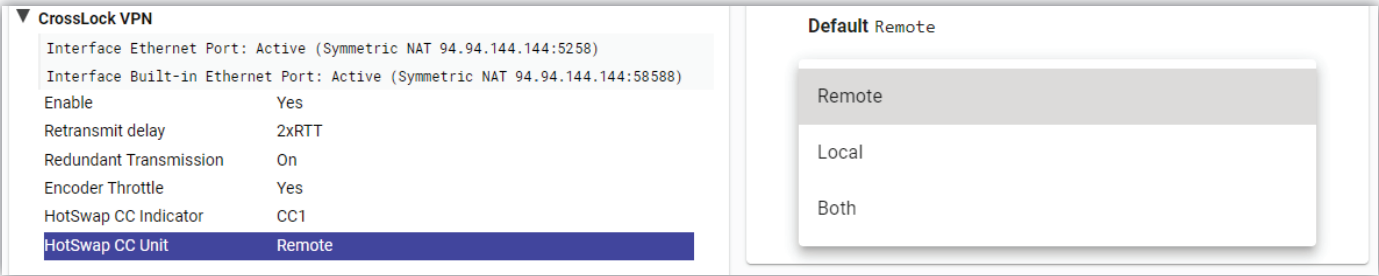 CrossLock VPN
Interface Ethernet Port: Active (Symmetric NAT 94.94.144.144:5258)
Interface Built-in Ethernet Port: Active (Symmetric NAT 94.94.144.144:58588)
Enable Yes
Retransmit delay 2xRTT
Redundant Transmission On
Encoder Throttle Yes
HotSwap CC Indicator CC1
HotSwap CC Unit Remote
Default Remote
Remote
Local
Both